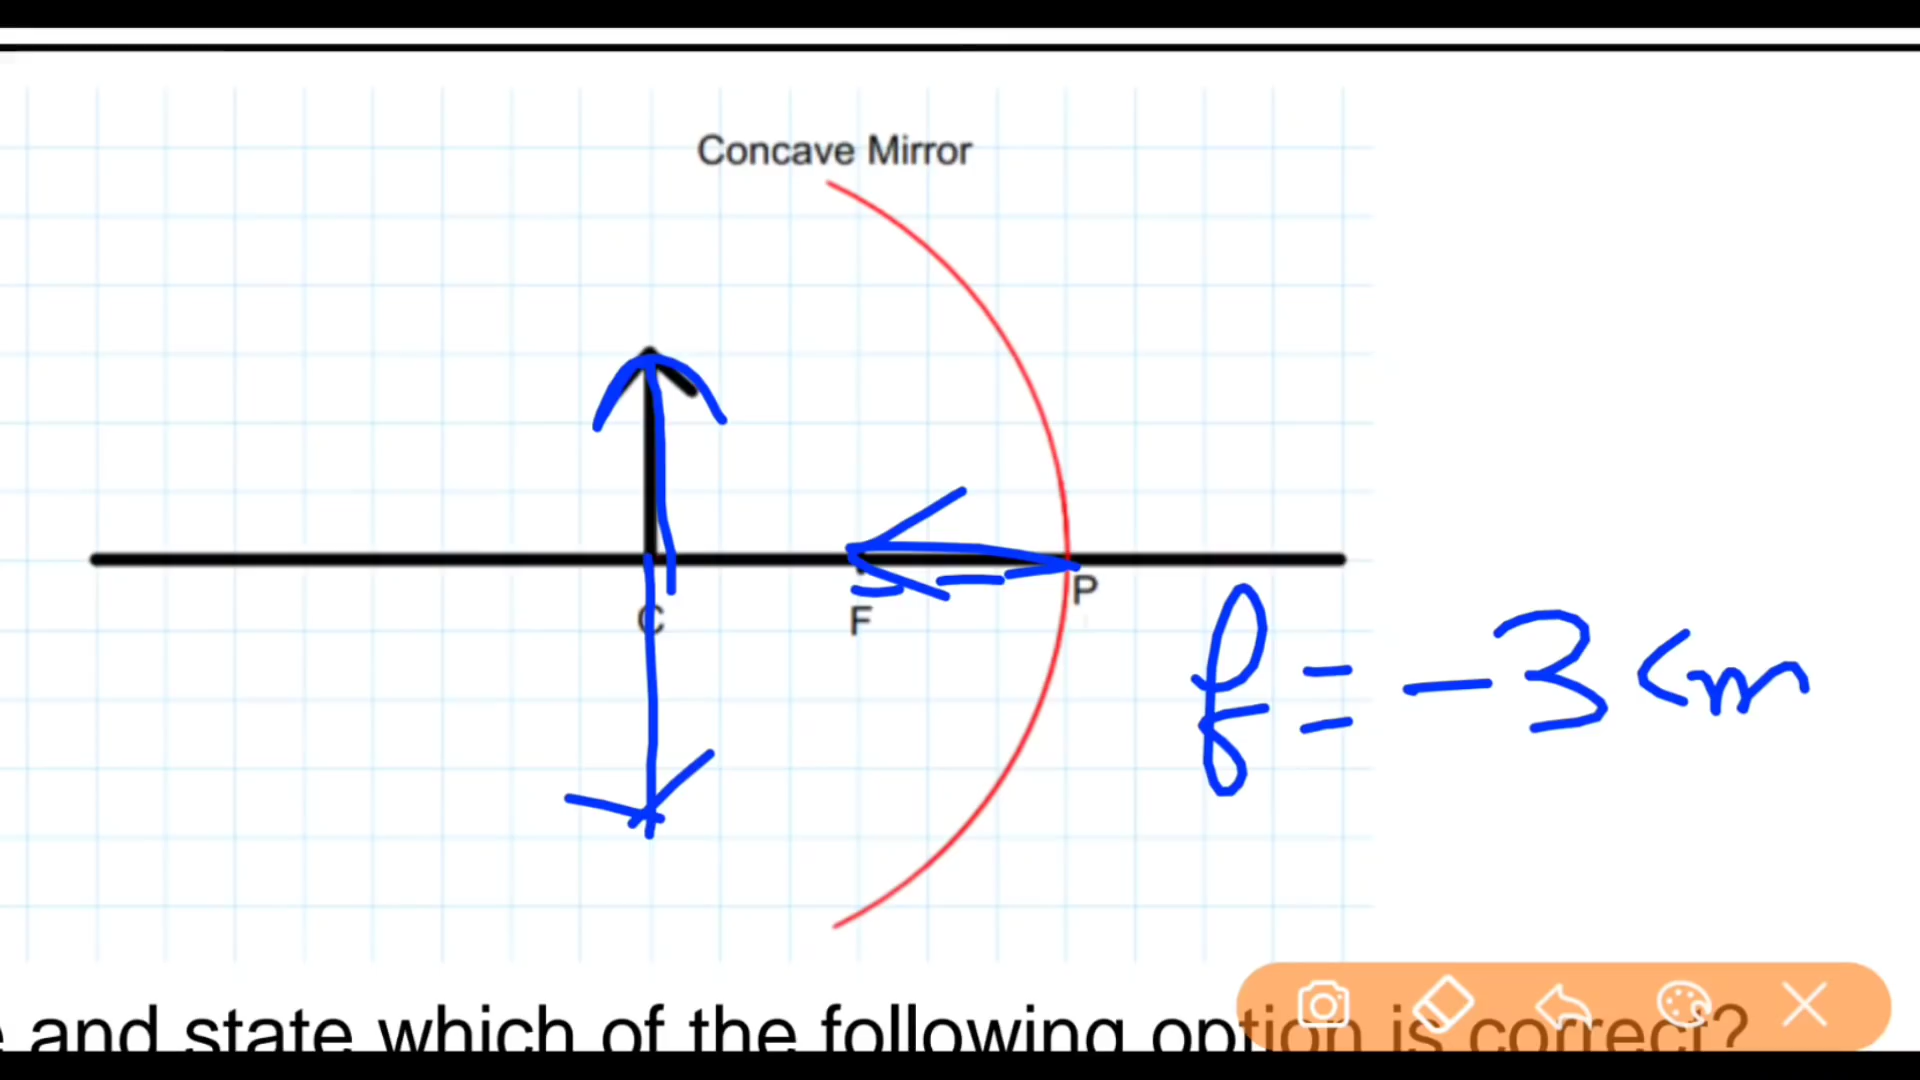 Concave Mirror
C
F
P
f = -3 cm
and state which of the following option is correct?